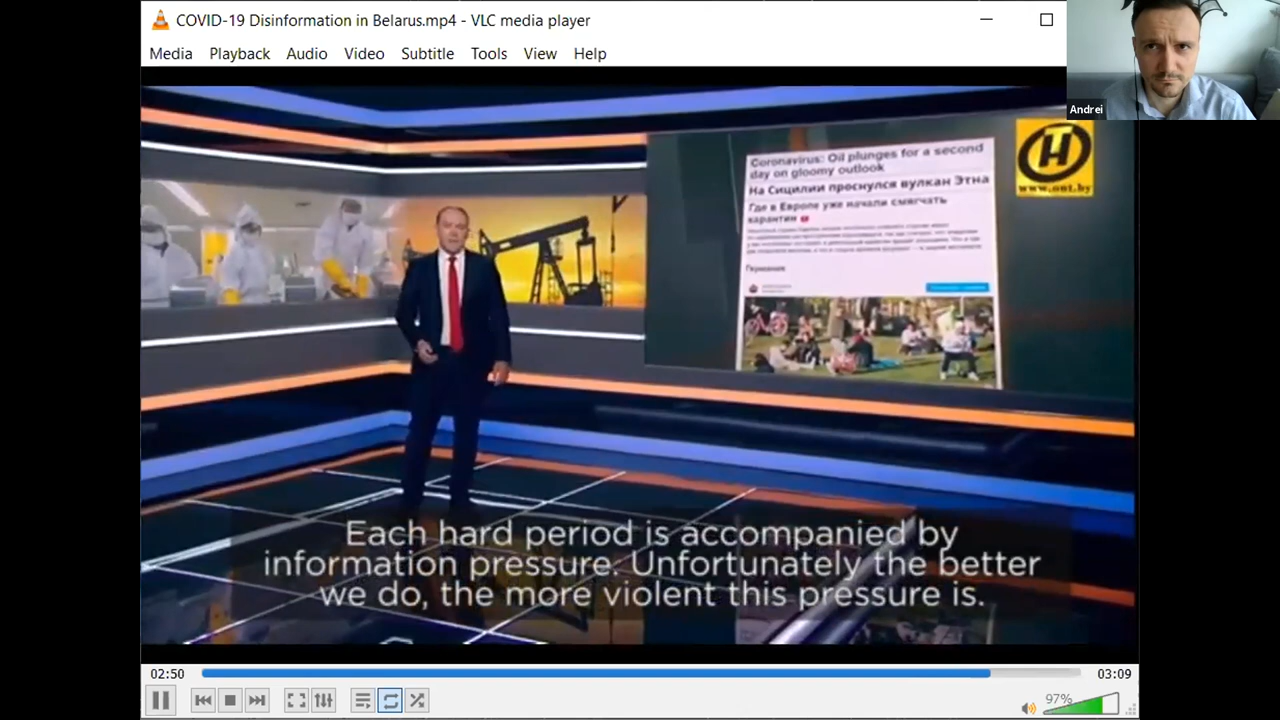 COVID-19 Disinformation in Belarus.mp4 - VLC media player
Media Playback Audio Video Subtitle Tools View Help
Andrei
Coronavirus: Oil plunges for a second
day on gloomy outlook
На Сицилии проснулся вулкан Этна
Где в Европе уже начали смягчать
карантин
Германия
www.ont.by
Each hard period is accompanied by
information pressure. Unfortunately the better
we do, the more violent this pressure is.
02:50
03:09
97%